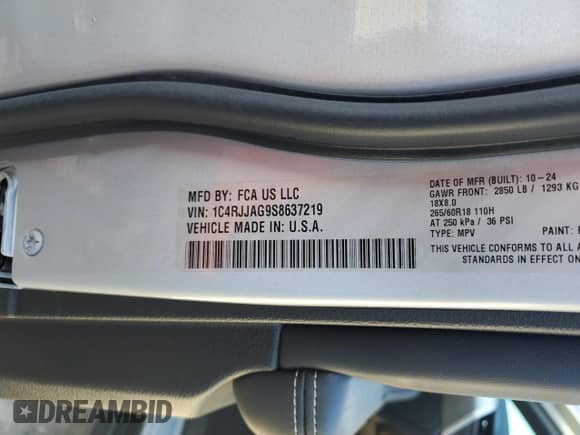 MFD BY: FCA US LLC
VIN: 1C4RJJAG9S8637219
VEHICLE MADE IN: U.S.A.
DATE OF MFR (BUILT): 10-24
GAWR FRONT: 2850 LB / 1293 KG
18X8.0
265/60R18 110H
AT 250 kPa / 36 PSI
TYPE: MPV
PAINT:
THIS VEHICLE CONFORMS TO ALL
STANDARDS IN EFFECT ON
DREAMBID